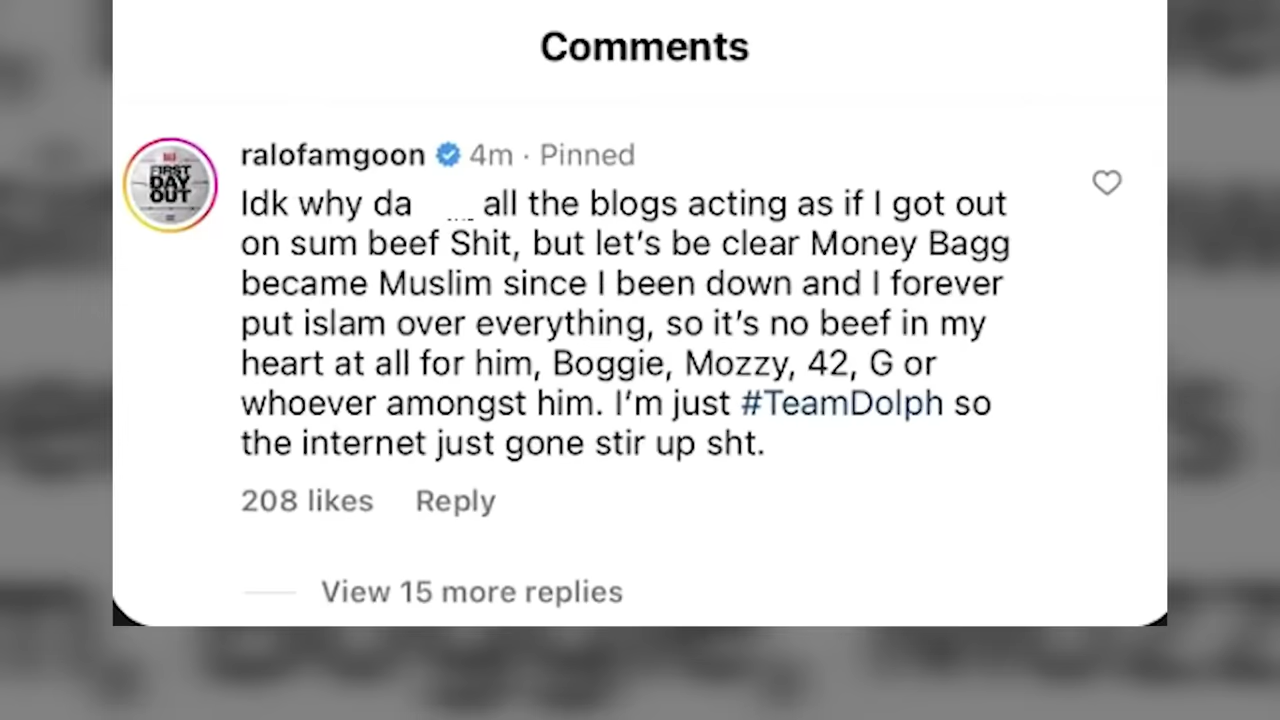 Comments
ralofamgoon 4m · Pinned
FIRST
DAY
OUT
Idk why da all the blogs acting as if I got out
on sum beef Shit, but let's be clear Money Bagg
became Muslim since I been down and I forever
put islam over everything, so it's no beef in my
heart at all for him, Boggie, Mozzy, 42, G or
whoever amongst him. I'm just #TeamDolph so
the internet just gone stir up sht.
208 likes Reply
View 15 more replies